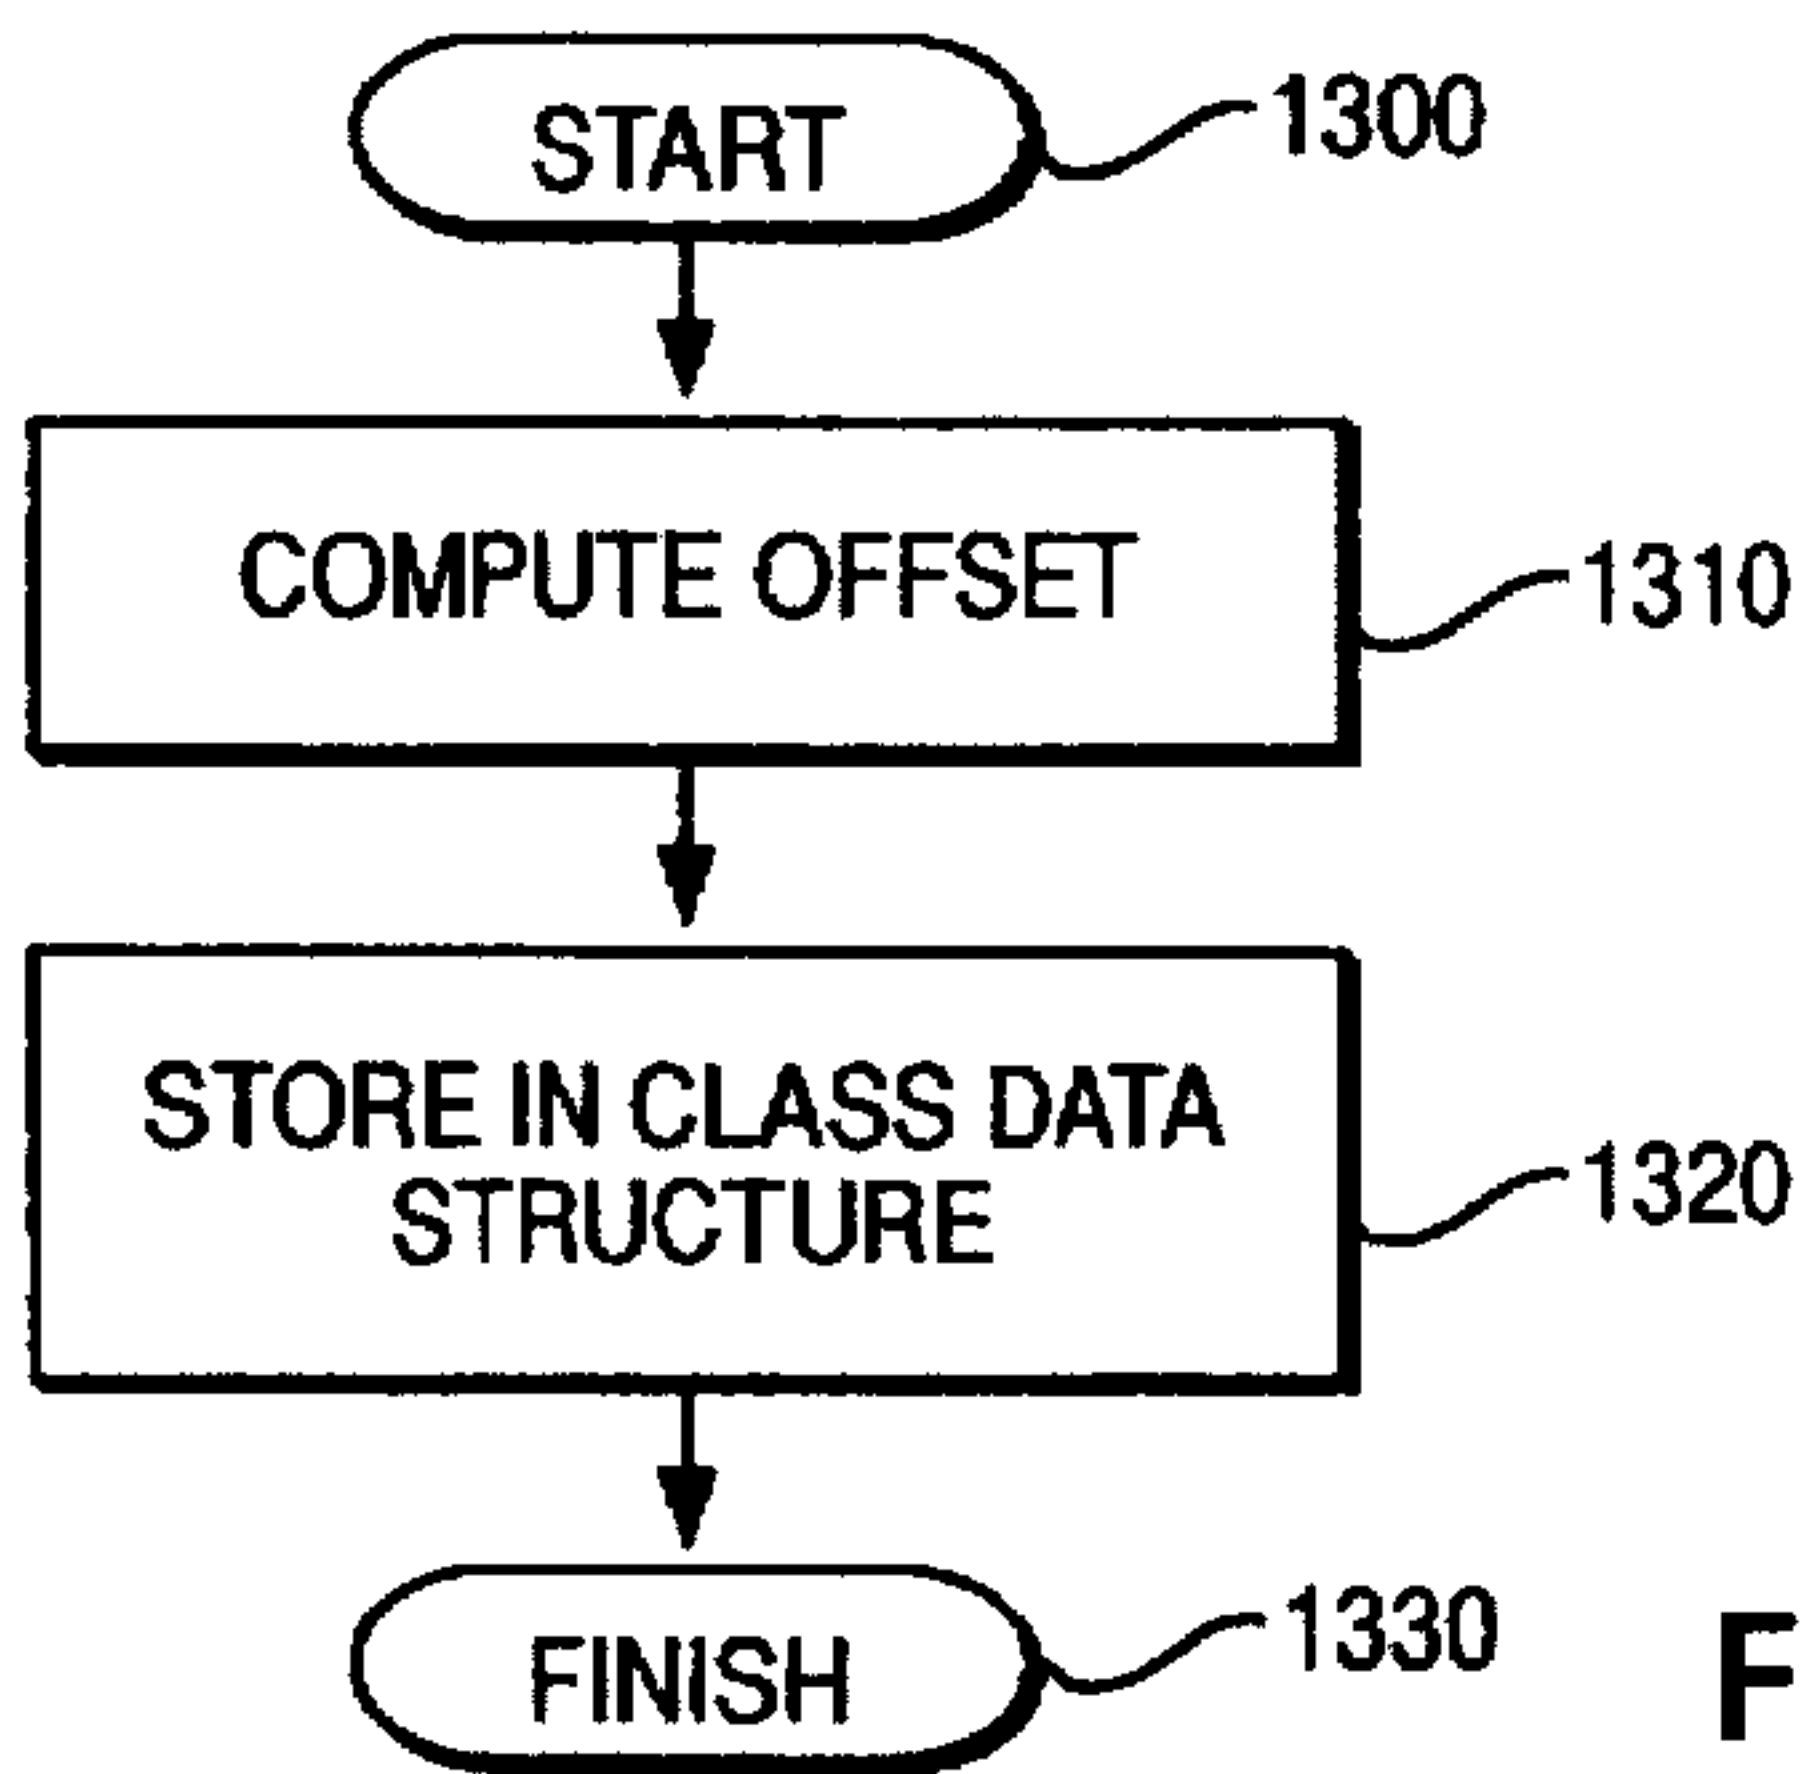 START
1300
COMPUTE OFFSET
1310
STORE IN CLASS DATA
STRUCTURE
1320
FINISH
1330
F